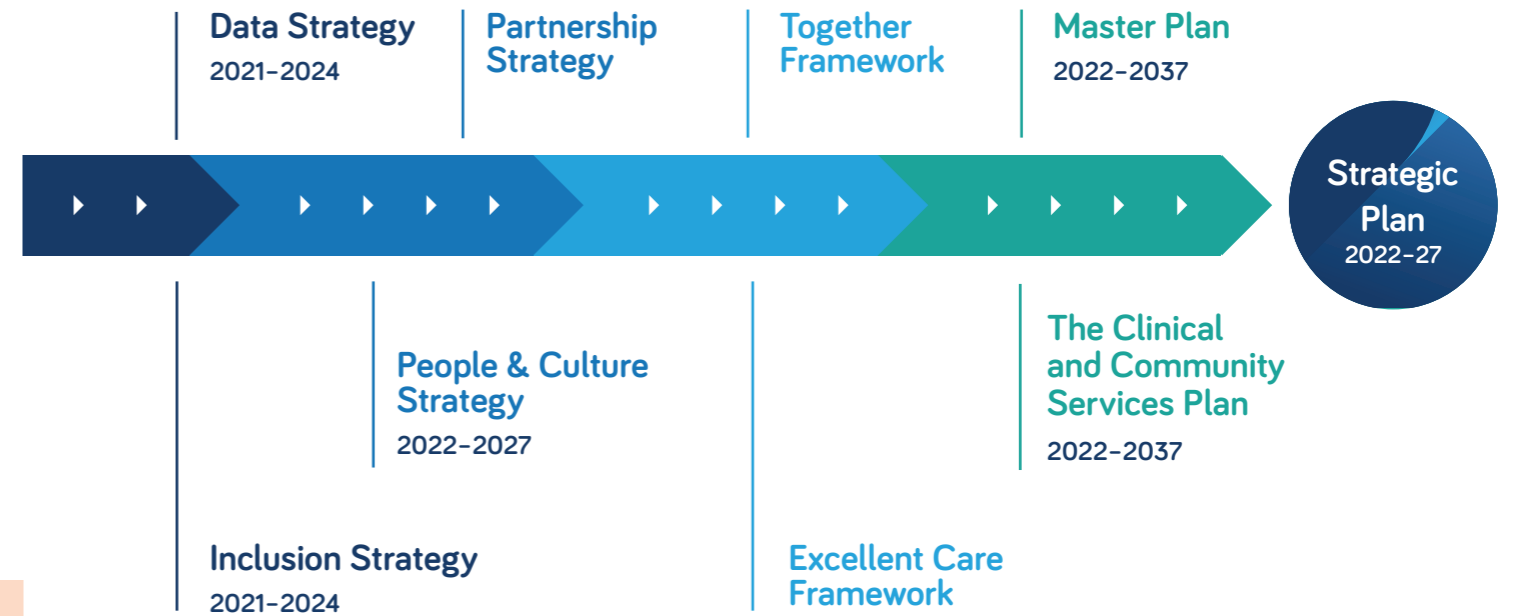 Data Strategy
2021–2024
Partnership
Strategy
Together
Framework
Master Plan
2022–2037
Strategic
Plan
2022–27
People & Culture
Strategy
2022–2027
The Clinical
and Community
Services Plan
2022–2037
Inclusion Strategy
2021–2024
Excellent Care
Framework